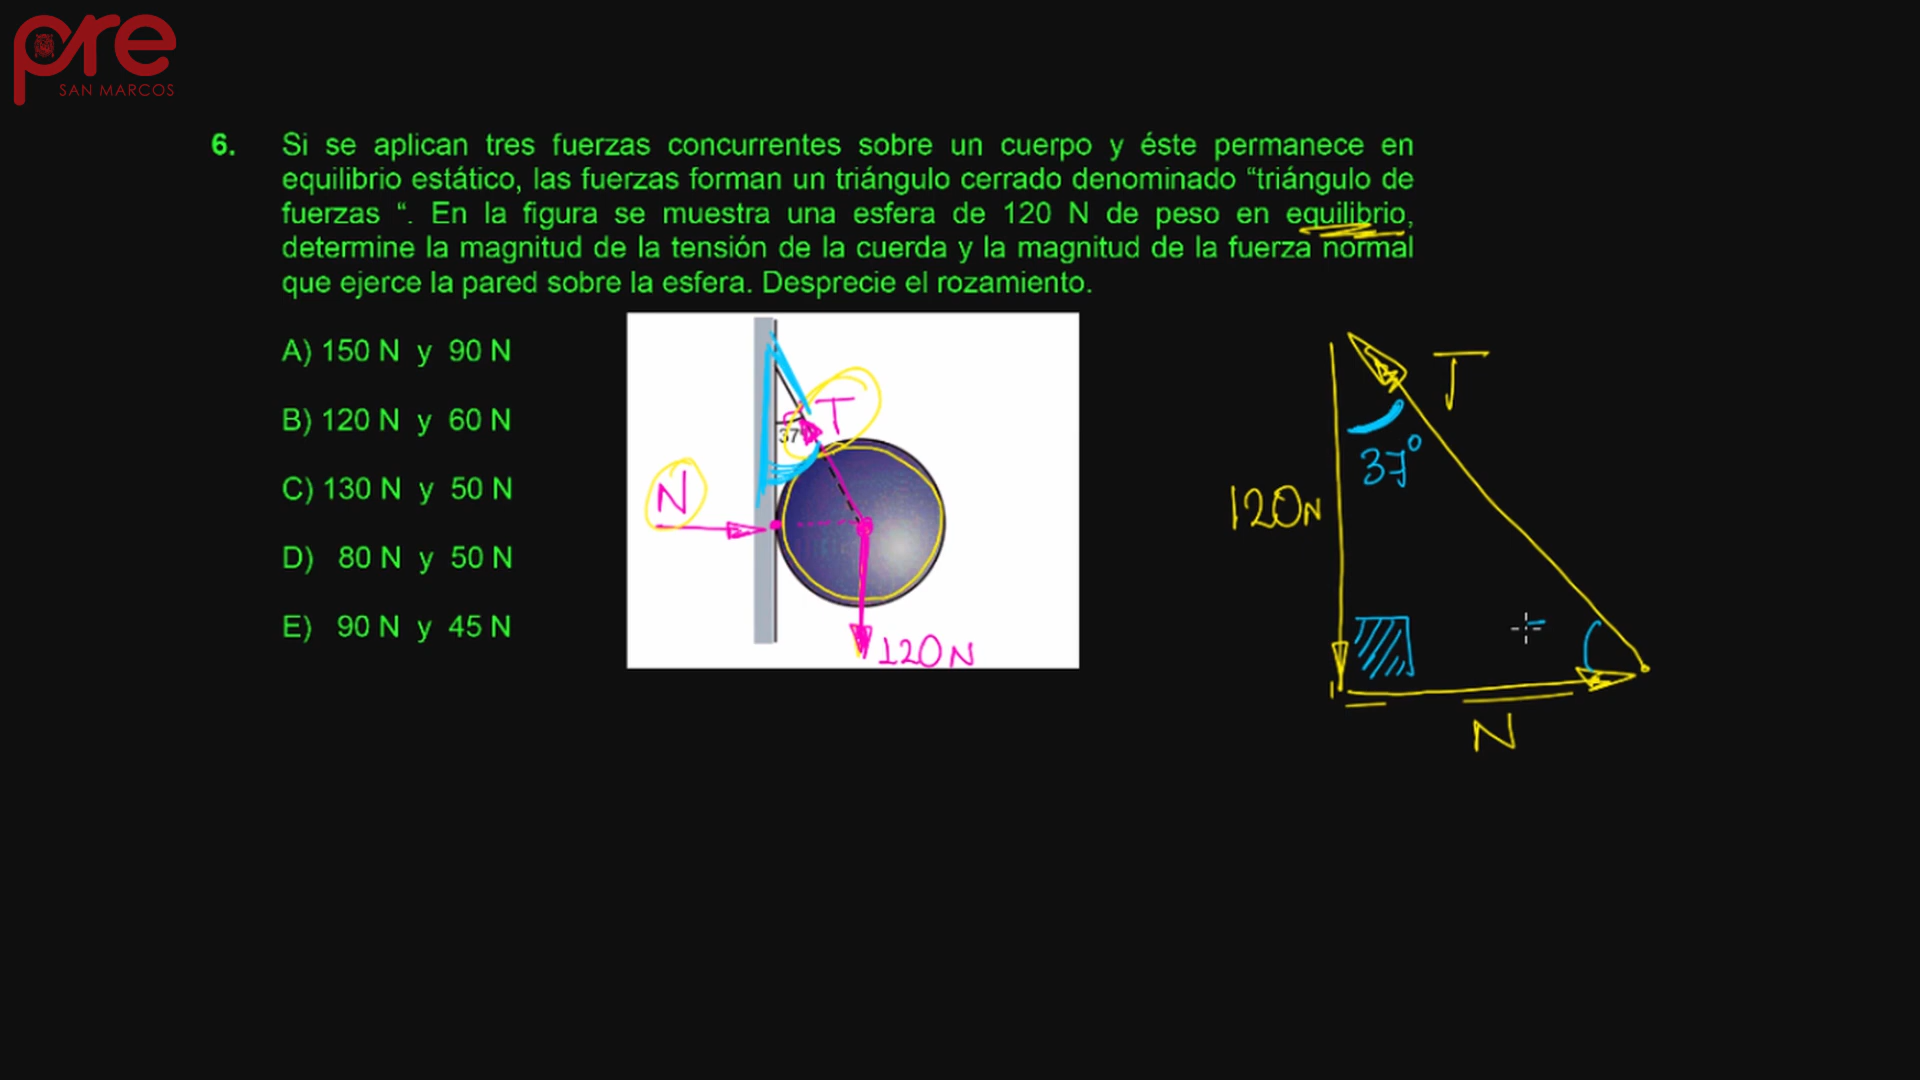 pre
SAN MARCOS
6. Si se aplican tres fuerzas concurrentes sobre un cuerpo y éste permanece en
equilibrio estático, las fuerzas forman un triángulo cerrado denominado “triángulo de
fuerzas “. En la figura se muestra una esfera de 120 N de peso en equilibrio,
determine la magnitud de la tensión de la cuerda y la magnitud de la fuerza normal
que ejerce la pared sobre la esfera. Desprecie el rozamiento.
A) 150 N y 90 N
B) 120 N y 60 N
C) 130 N y 50 N
D) 80 N y 50 N
E) 90 N y 45 N
T
37°
N
120N
T
37°
120N
N